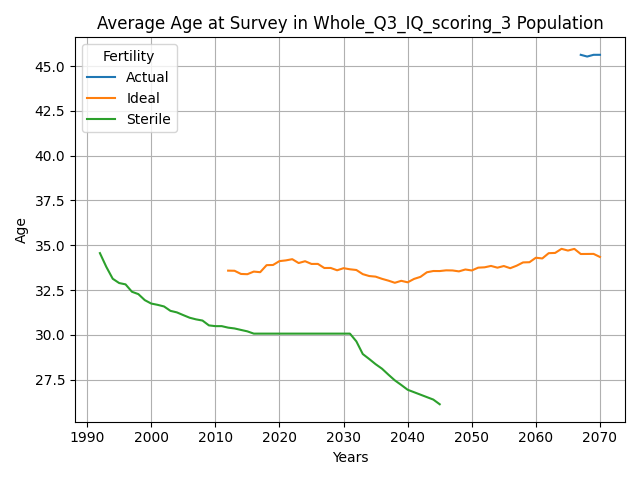 Average Age at Survey in Whole_Q3_IQ_scoring_3 Population
Fertility
Actual
Ideal
Sterile
Age
45.0
42.5
40.0
37.5
35.0
32.5
30.0
27.5
1990 2000 2010 2020 2030 2040 2050 2060 2070
Years